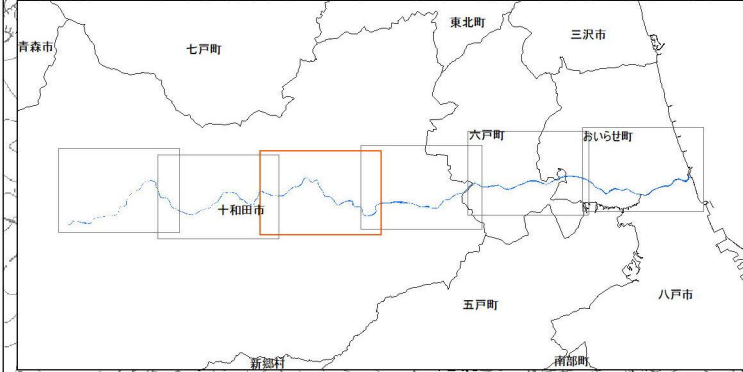 東北町
三沢市
青森市
七戸町
六戸町
おいらせ町
十和田市
八戸市
五戸町
新郷村
南部町